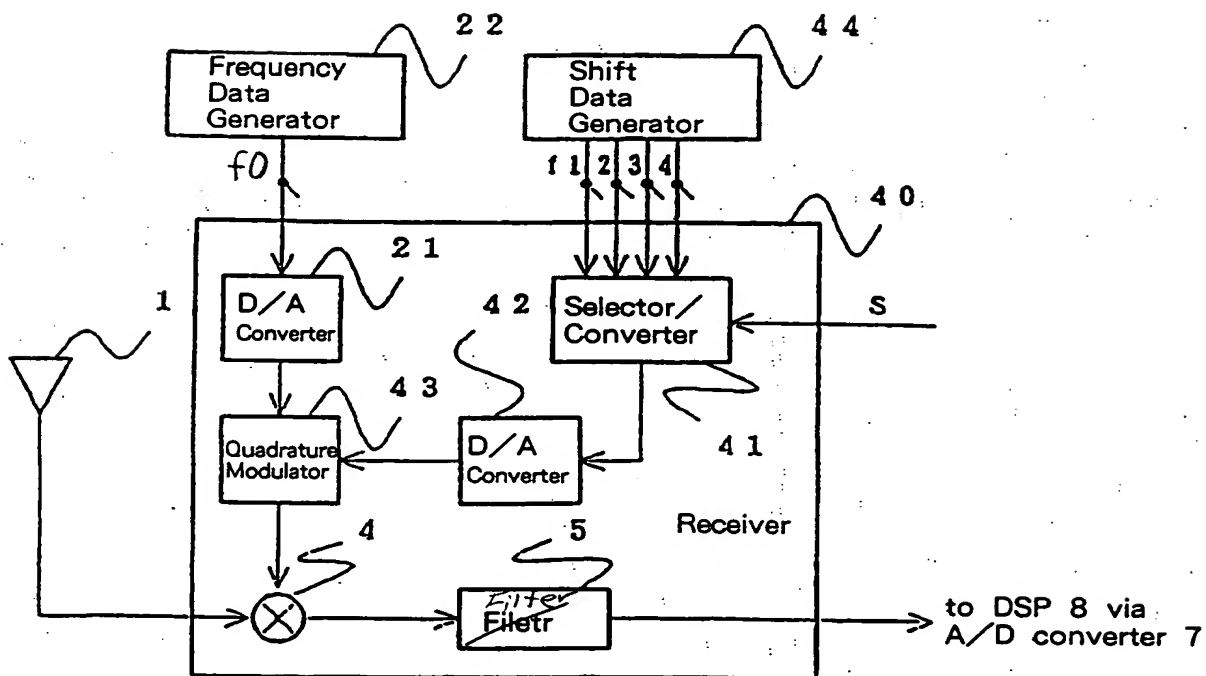 22
44
Frequency
Data
Generator
Shift
Data
Generator
f0
f1 2 3 4
40
21
1
D/A
Converter
42
Selector/
Converter
S
43
Quadrature
Modulator
D/A
Converter
41
Receiver
4
5
Filter
Filetr
to DSP 8 via
A/D converter 7